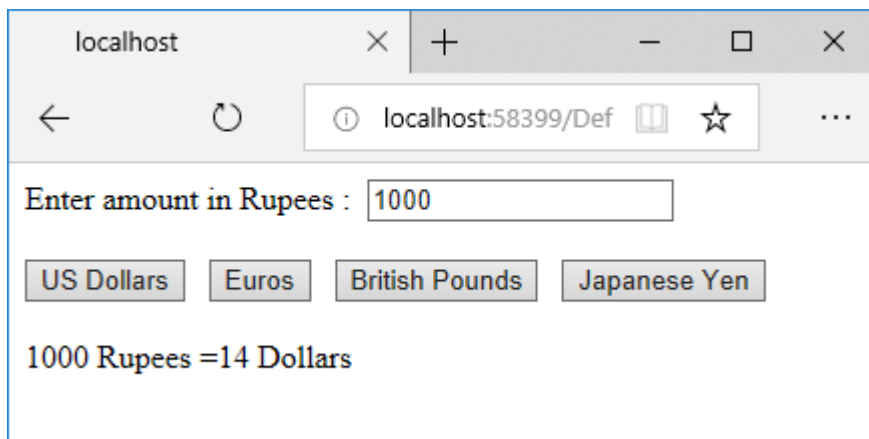 localhost
localhost:58399/Def
Enter amount in Rupees : 1000
US Dollars Euros British Pounds Japanese Yen
1000 Rupees =14 Dollars